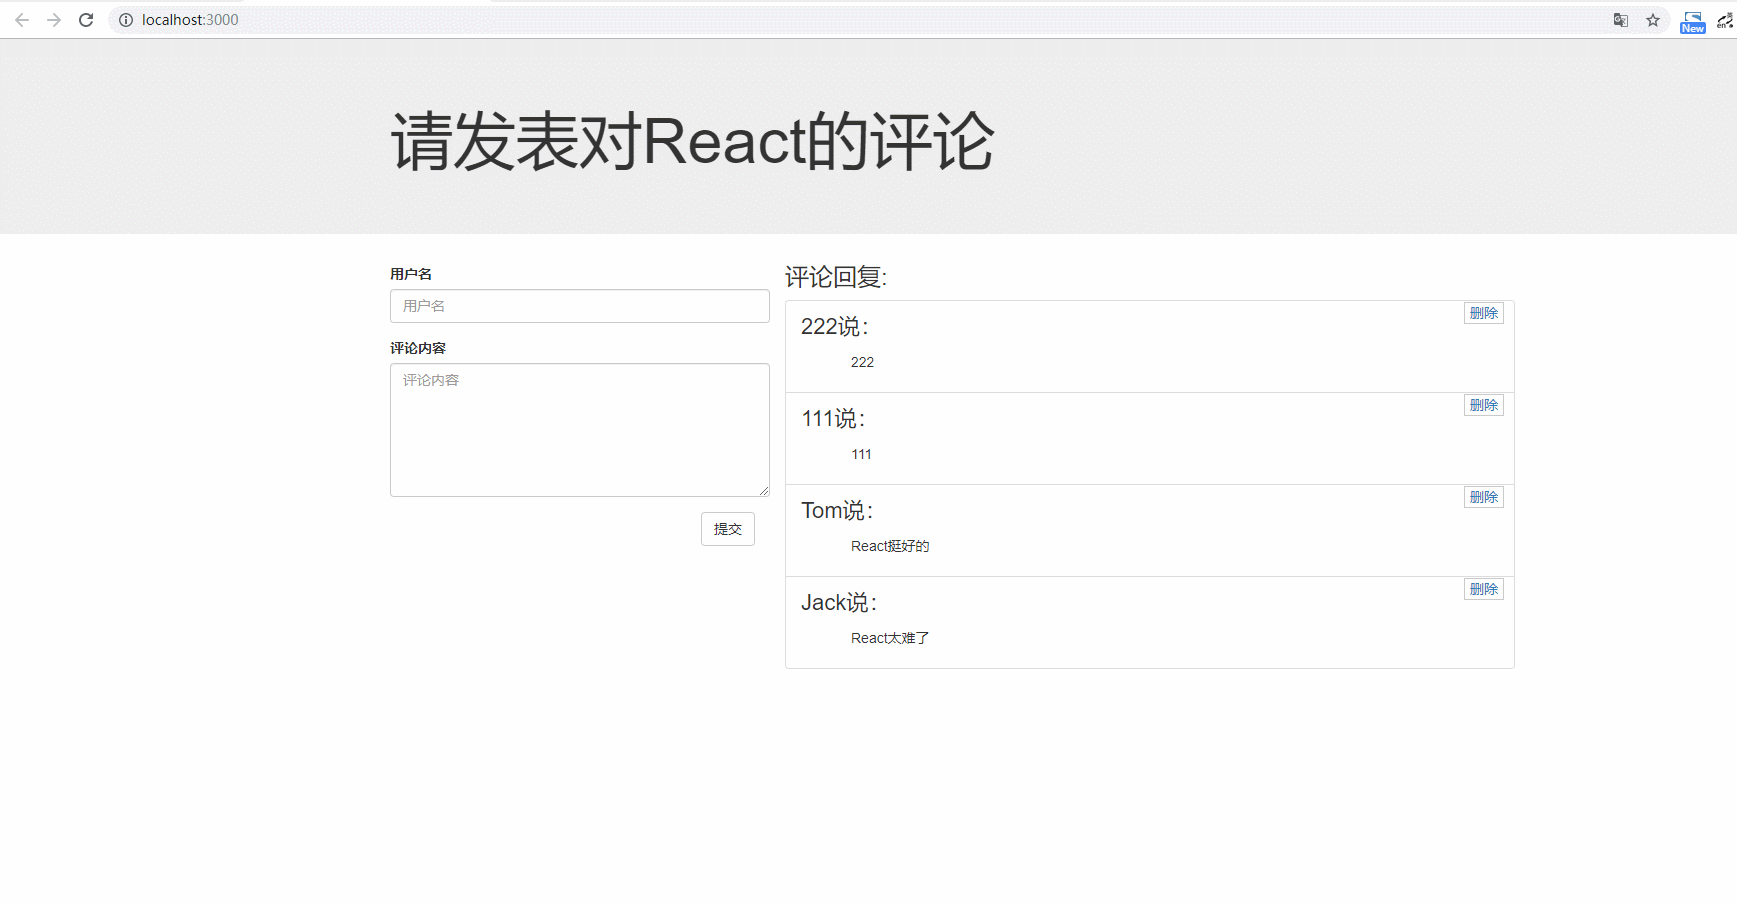 localhost:3000
New
en
请发表对React的评论
用户名
用户名
评论内容
评论内容
提交
评论回复:
222说：
删除
222
111说：
删除
111
Tom说：
删除
React挺好的
Jack说：
删除
React太难了